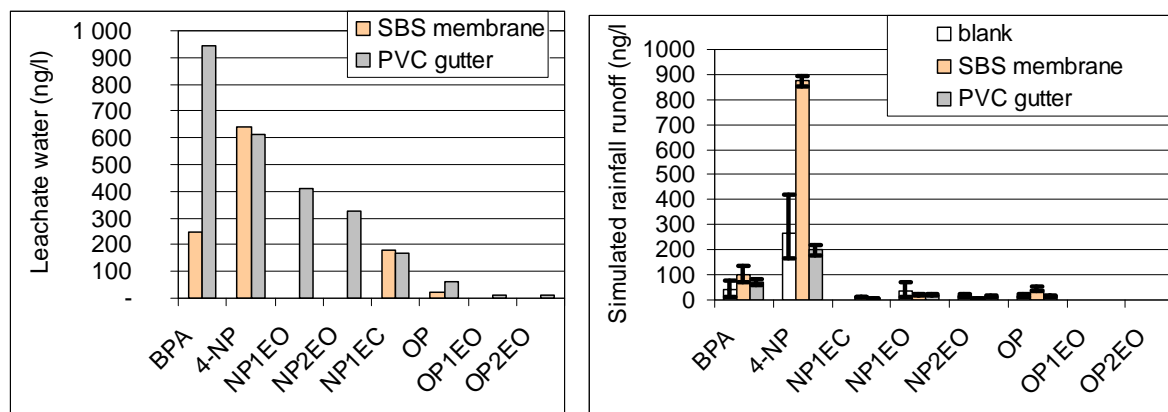 Leachate water (ng/l)
1 000
900
800
700
600
500
400
300
200
100
-
SBS membrane
PVC gutter
BPA
4-NP
NP1EO
NP2EO
NP1EC
OP
OP1EO
OP2EO
Simulated rainfall runoff (ng/l)
1000
900
800
700
600
500
400
300
200
100
0
blank
SBS membrane
PVC gutter
BPA
4-NP
NP1EC
NP1EO
NP2EO
OP
OP1EO
OP2EO